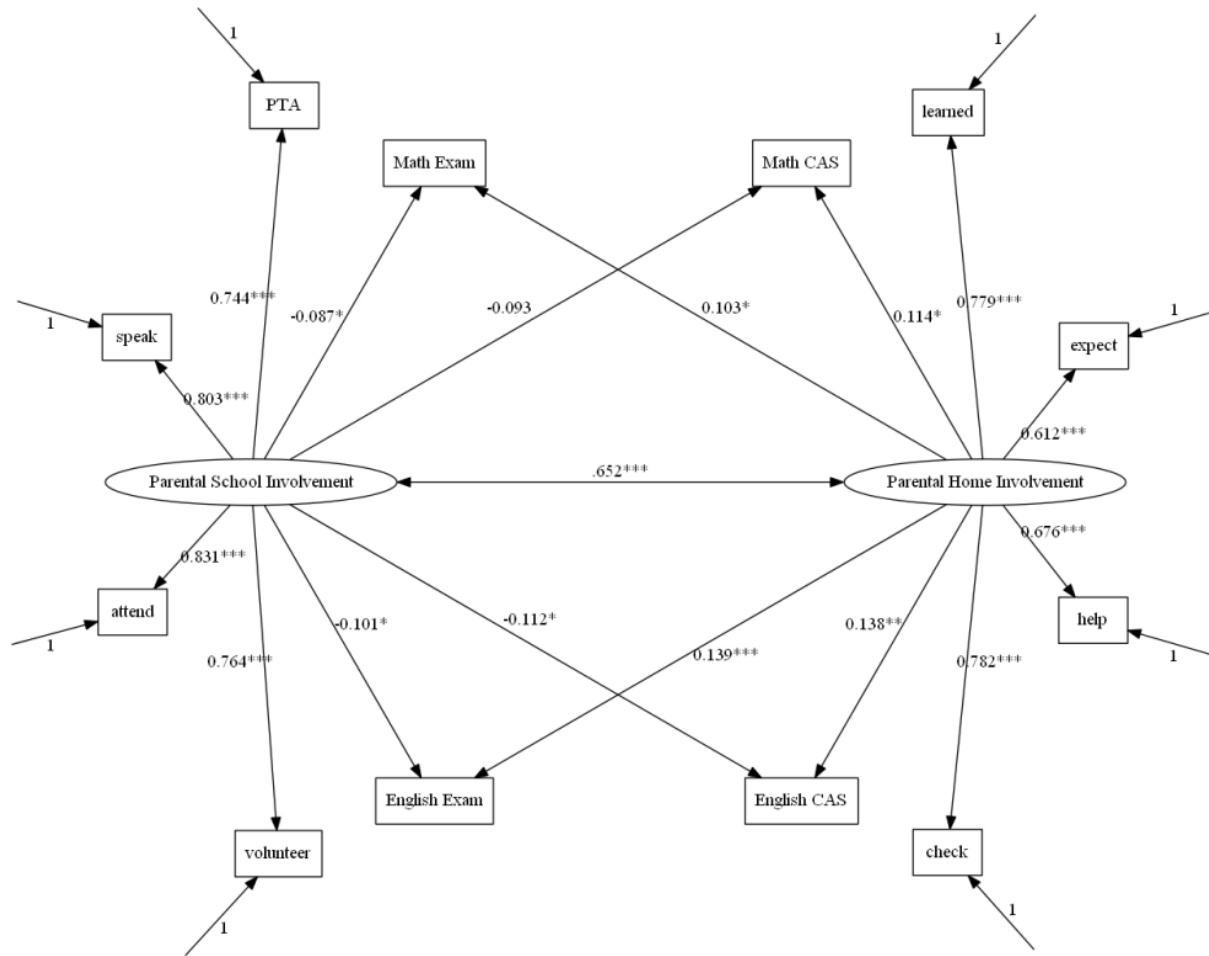 1
1
PTA
learned
Math Exam
Math CAS
0.744***
-0.087*
-0.093
0.103*
0.114*
0.779***
1
1
speak
expect
0.803***
0.612***
Parental School Involvement
.652***
Parental Home Involvement
0.831***
0.676***
attend
help
1
1
-0.101*
-0.112*
0.138**
0.764***
0.139***
0.782***
English Exam
English CAS
volunteer
check
1
1